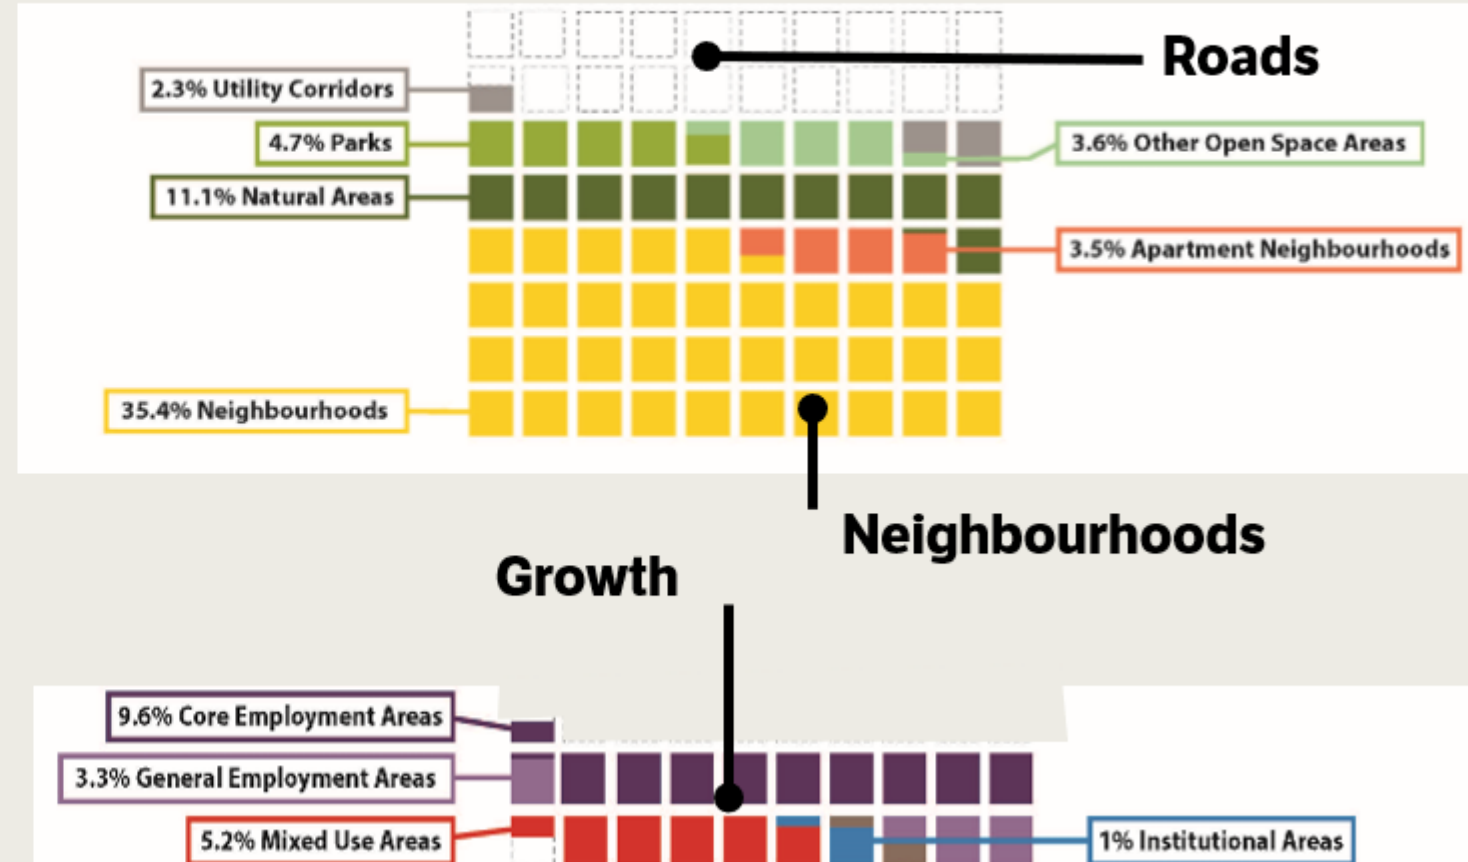 Roads
2.3% Utility Corridors
4.7% Parks
3.6% Other Open Space Areas
11.1% Natural Areas
3.5% Apartment Neighbourhoods
35.4% Neighbourhoods
Neighbourhoods
Growth
9.6% Core Employment Areas
3.3% General Employment Areas
5.2% Mixed Use Areas
1% Institutional Areas